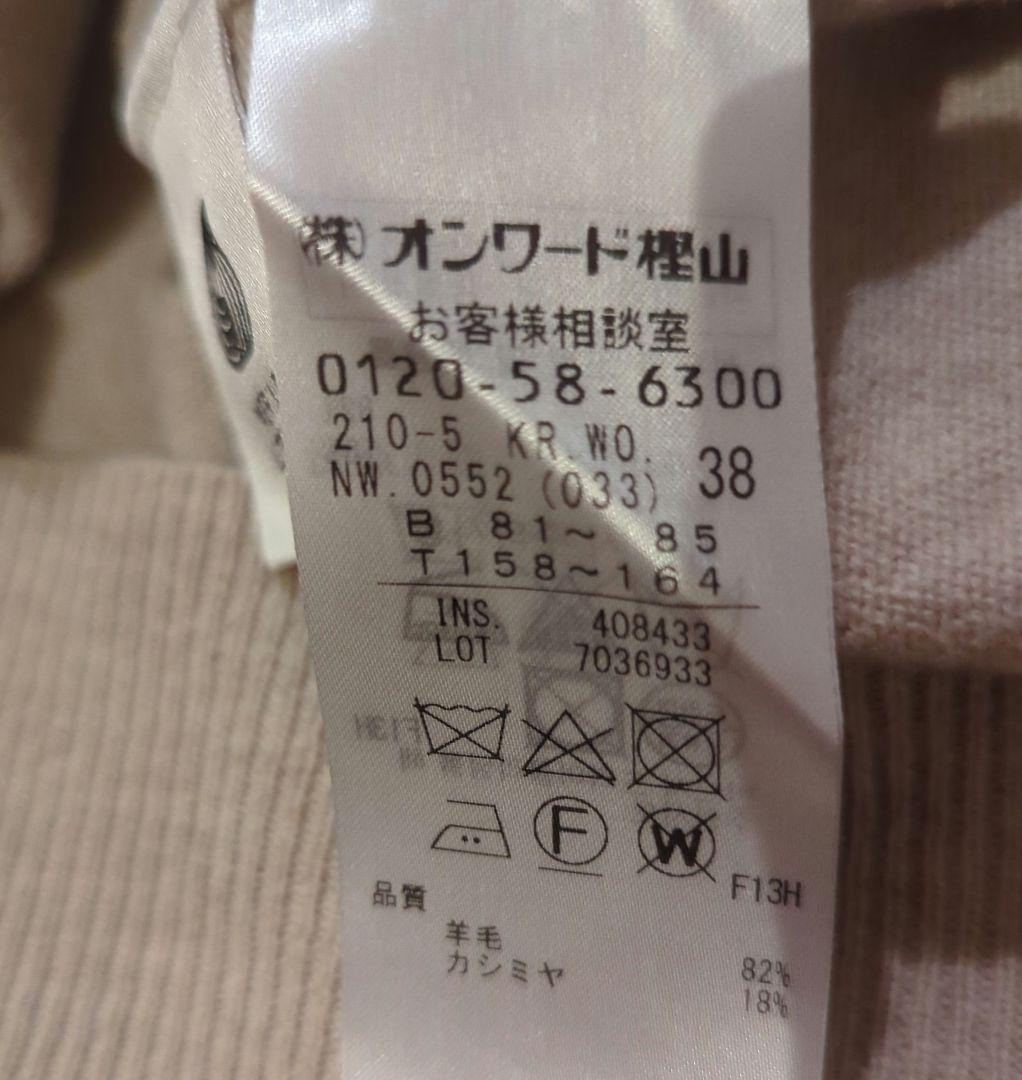 ㈱オンワード樫山
お客様相談室
0120-58-6300
210-5 KR.WO.
NW.0552 (033) 38
B 81～ 85
T158～164
INS. 408433
LOT 7036933
F
W
F13H
品質
羊毛 82%
カシミヤ 18%